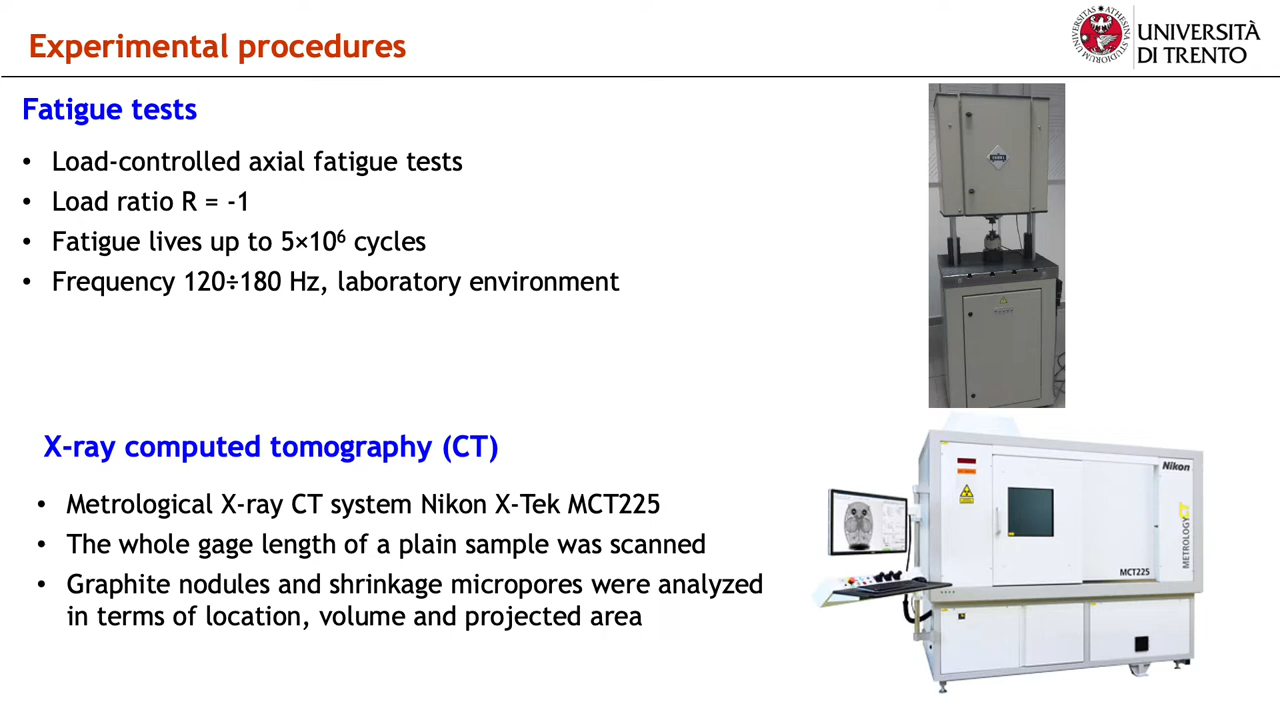 Experimental procedures
UNIVERSITAS ATHESINA STUDIORUM
UNIVERSITÀ
DI TRENTO
Fatigue tests
• Load-controlled axial fatigue tests
• Load ratio R = -1
• Fatigue lives up to 5×10⁶ cycles
• Frequency 120÷180 Hz, laboratory environment
X-ray computed tomography (CT)
• Metrological X-ray CT system Nikon X-Tek MCT225
• The whole gage length of a plain sample was scanned
• Graphite nodules and shrinkage micropores were analyzed
in terms of location, volume and projected area
Nikon
METROLOGY.CT
MCT225